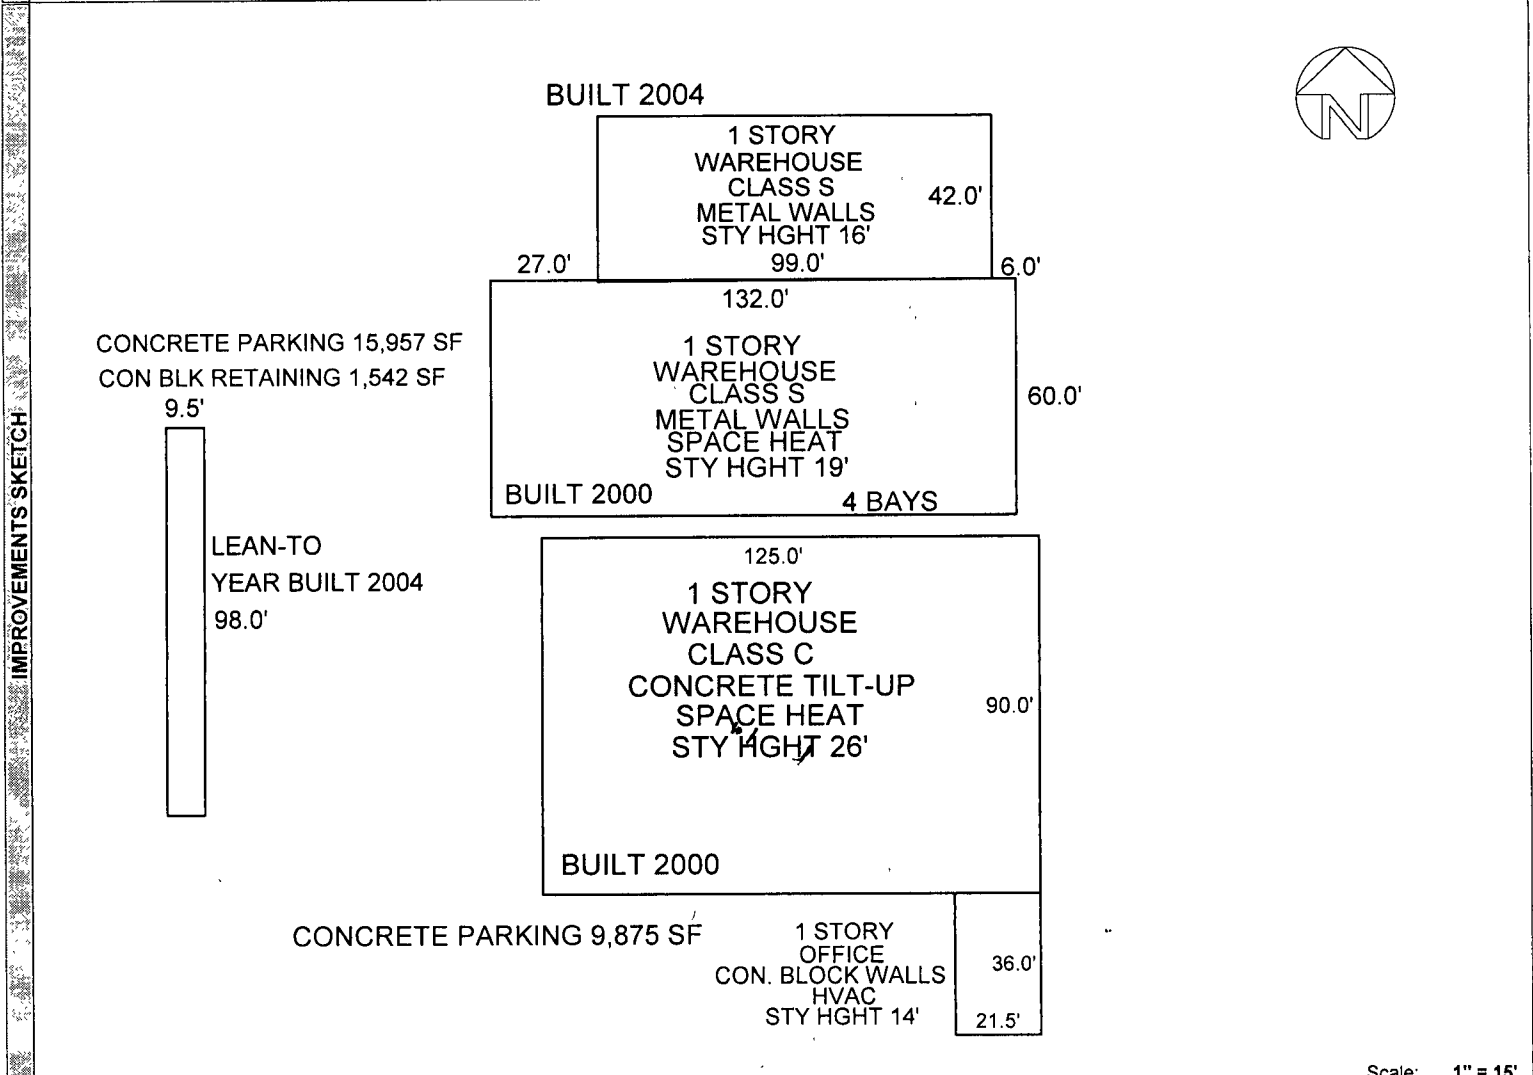 BUILT 2004
N
1 STORY
WAREHOUSE
CLASS S
METAL WALLS
STY HGHT 16'
42.0'
27.0'
99.0'
6.0'
132.0'
1 STORY
WAREHOUSE
CLASS S
METAL WALLS
SPACE HEAT
STY HGHT 19'
60.0'
BUILT 2000
4 BAYS
CONCRETE PARKING 15,957 SF
CON BLK RETAINING 1,542 SF
9.5'
LEAN-TO
YEAR BUILT 2004
98.0'
IMPROVEMENTS SKETCH
125.0'
1 STORY
WAREHOUSE
CLASS C
CONCRETE TILT-UP
SPACE HEAT
STY HGHT 26'
90.0'
BUILT 2000
CONCRETE PARKING 9,875 SF
1 STORY
OFFICE
CON. BLOCK WALLS
HVAC
STY HGHT 14'
36.0'
21.5'
Scale: 1" = 15'